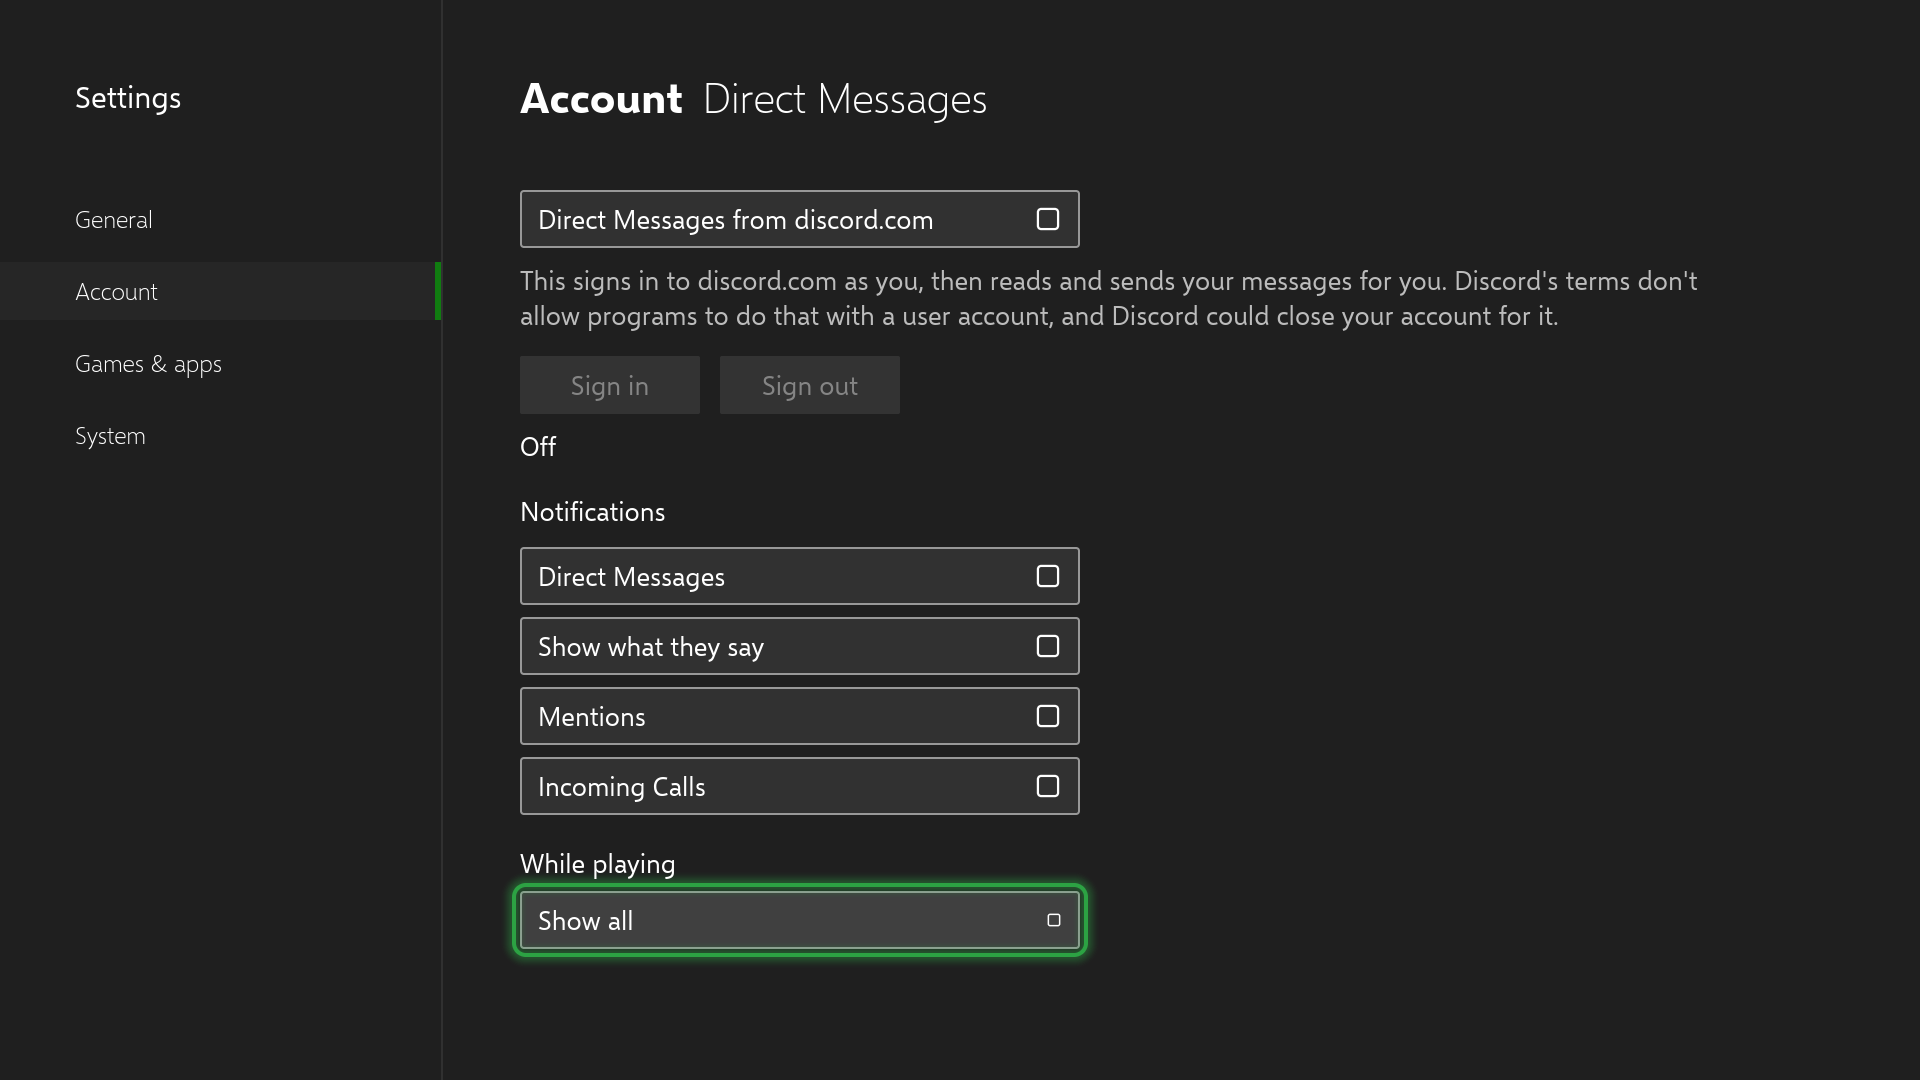 Settings
General
Account
Games & apps
System
Account Direct Messages
Direct Messages from discord.com
This signs in to discord.com as you, then reads and sends your messages for you. Discord's terms don't
allow programs to do that with a user account, and Discord could close your account for it.
Sign in
Sign out
Off
Notifications
Direct Messages
Show what they say
Mentions
Incoming Calls
While playing
Show all